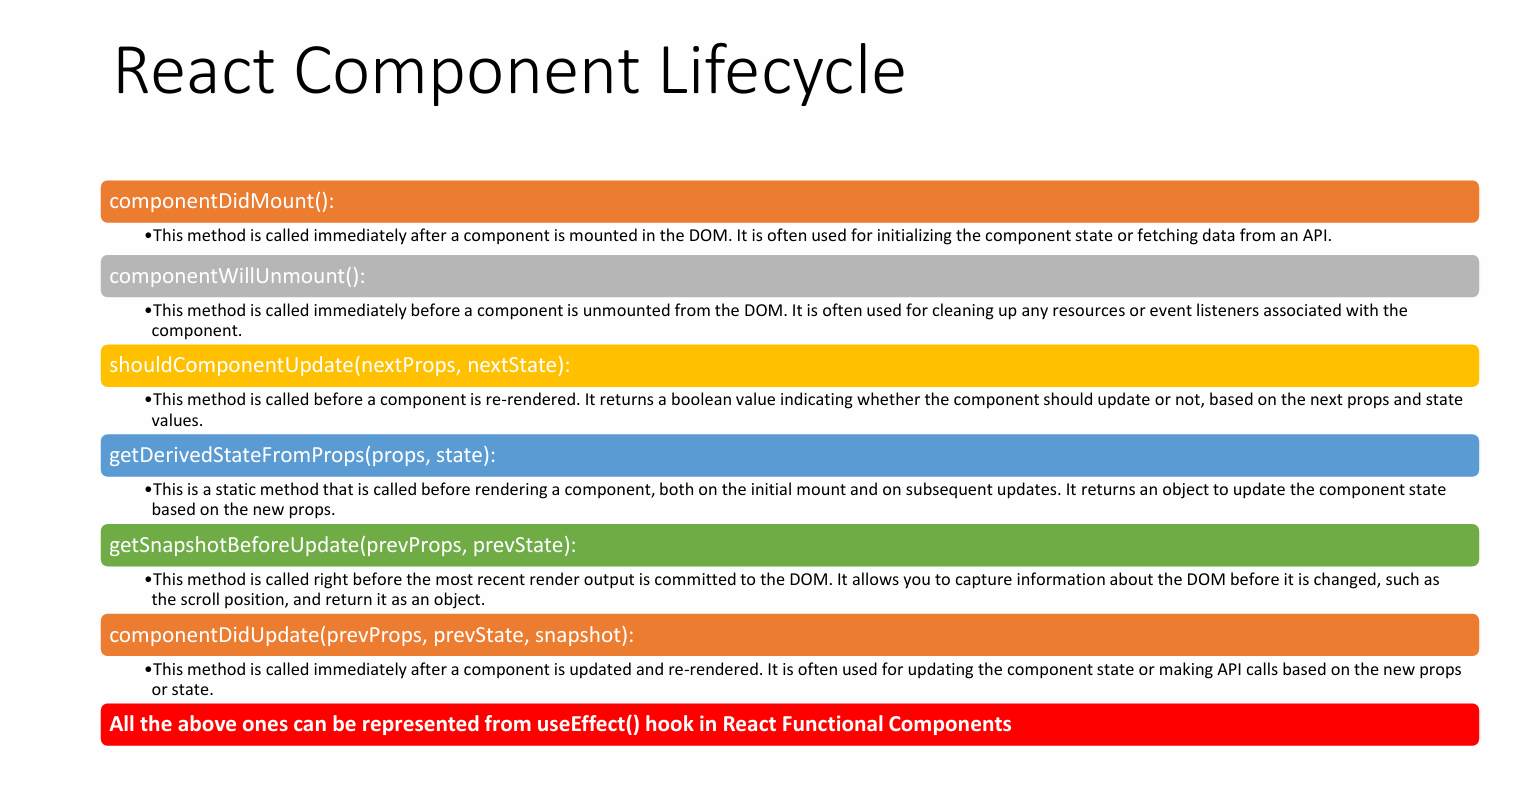 React Component Lifecycle
componentDidMount():
•This method is called immediately after a component is mounted in the DOM. It is often used for initializing the component state or fetching data from an API.
componentWillUnmount():
•This method is called immediately before a component is unmounted from the DOM. It is often used for cleaning up any resources or event listeners associated with the
component.
shouldComponentUpdate(nextProps, nextState):
•This method is called before a component is re-rendered. It returns a boolean value indicating whether the component should update or not, based on the next props and state
values.
getDerivedStateFromProps(props, state):
•This is a static method that is called before rendering a component, both on the initial mount and on subsequent updates. It returns an object to update the component state
based on the new props.
getSnapshotBeforeUpdate(prevProps, prevState):
•This method is called right before the most recent render output is committed to the DOM. It allows you to capture information about the DOM before it is changed, such as
the scroll position, and return it as an object.
componentDidUpdate(prevProps, prevState, snapshot):
•This method is called immediately after a component is updated and re-rendered. It is often used for updating the component state or making API calls based on the new props
or state.
All the above ones can be represented from useEffect() hook in React Functional Components